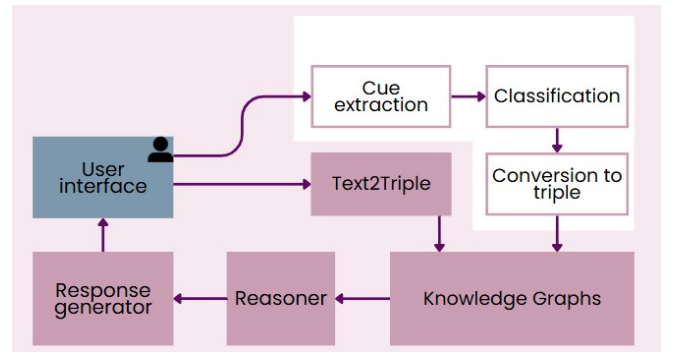 Cue
extraction
Classification
User
interface
Text2Triple
Conversion to
triple
Response
generator
Reasoner
Knowledge Graphs